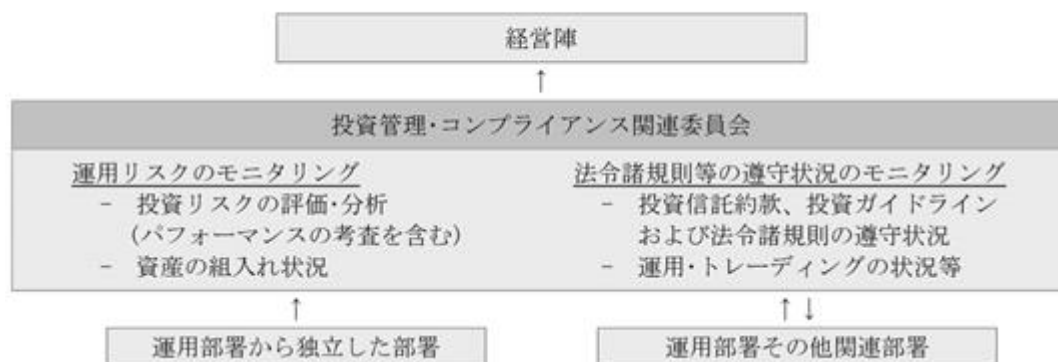 経営陣
↑
投資管理･コンプライアンス関連委員会
運用リスクのモニタリング
− 投資リスクの評価･分析
(パフォーマンスの考査を含む)
− 資産の組入れ状況
法令諸規則等の遵守状況のモニタリング
− 投資信託約款、投資ガイドライン
および法令諸規則の遵守状況
− 運用･トレーディングの状況等
↑
↑↓
運用部署から独立した部署
運用部署その他関連部署